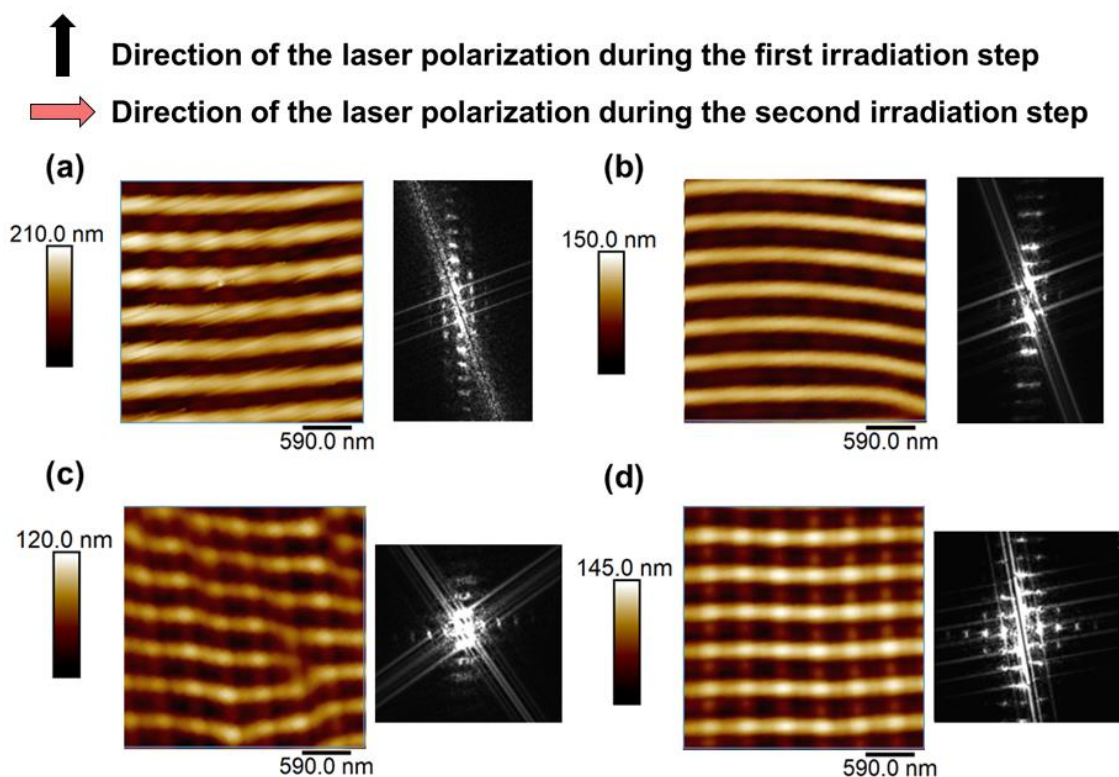 Direction of the laser polarization during the first irradiation step
Direction of the laser polarization during the second irradiation step
(a)
(b)
210.0 nm
150.0 nm
590.0 nm
590.0 nm
(c)
(d)
120.0 nm
145.0 nm
590.0 nm
590.0 nm